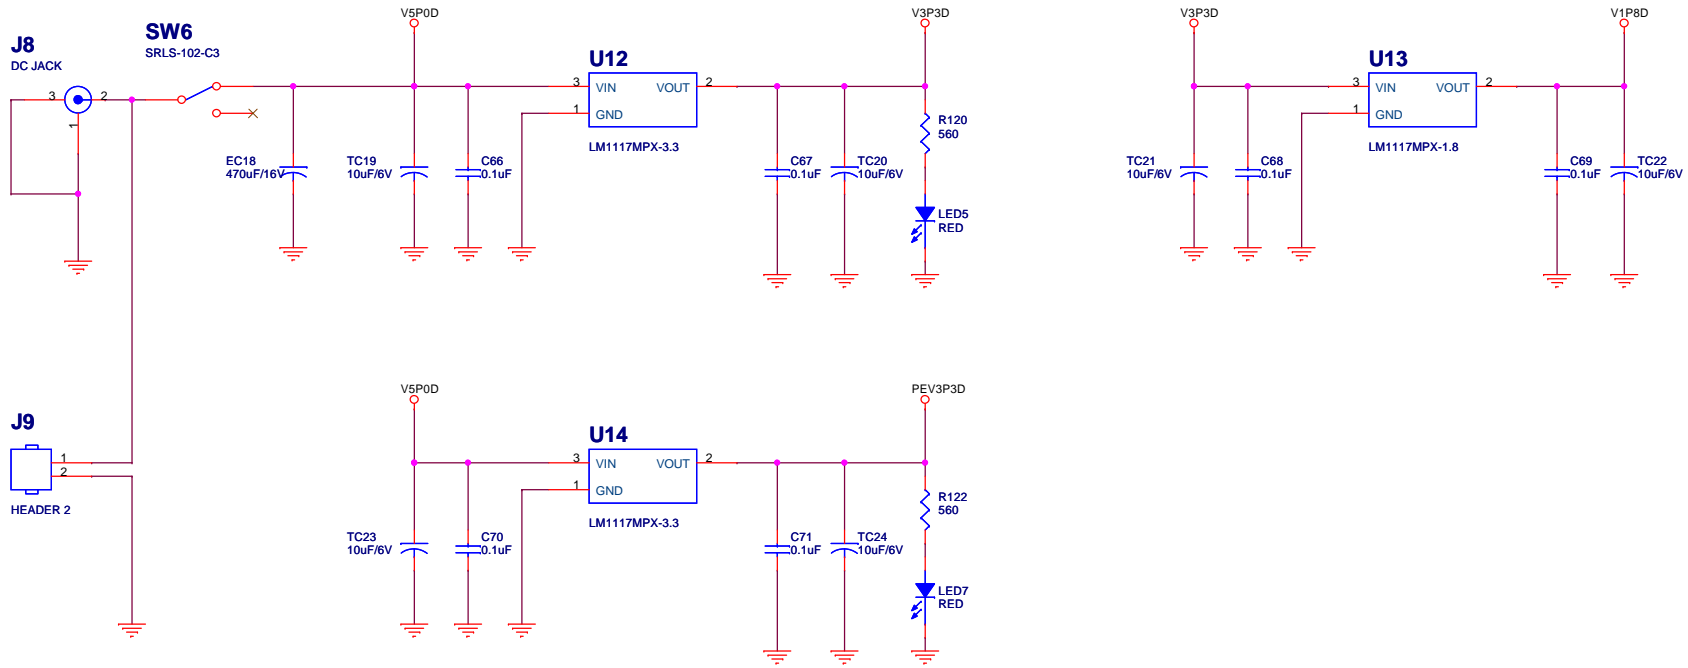 J8
DC JACK
3
2
1
SW6
SRLS-102-C3
V5P0D
EC18
470uF/16V
TC19
10uF/6V
C66
0.1uF
U12
3
VIN
VOUT
2
1
GND
LM1117MPX-3.3
V3P3D
C67
0.1uF
TC20
10uF/6V
R120
560
LED5
RED
V3P3D
TC21
10uF/6V
C68
0.1uF
U13
3
VIN
VOUT
2
1
GND
LM1117MPX-1.8
V1P8D
C69
0.1uF
TC22
10uF/6V
J9
1
2
HEADER 2
V5P0D
TC23
10uF/6V
C70
0.1uF
U14
3
VIN
VOUT
2
1
GND
LM1117MPX-3.3
PEV3P3D
C71
0.1uF
TC24
10uF/6V
R122
560
LED7
RED